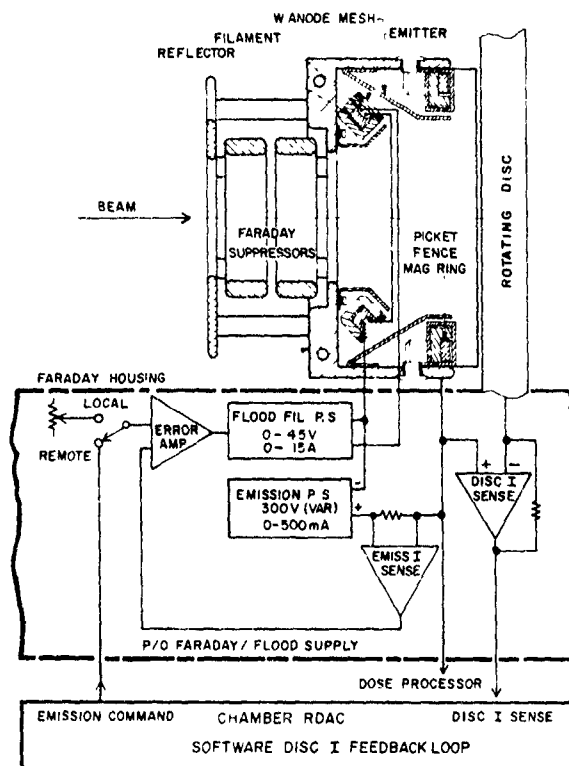 W ANODE MESH-
FILAMENT
EMITTER
REFLECTOR
BEAM
FARADAY
SUPPRESSORS
PICKET
FENCE
MAG RING
ROTATING DISC
FARADAY HOUSING
LOCAL
REMOTE
ERROR
AMP
FLOOD FIL P. S
0-45V
0-15A
EMISSION P S
300V (VAR)
0-500mA
-
+
EMISS I
SENSE
+ -
DISC I
SENSE
P/O FARADAY / FLOOD SUPPLY
DOSE PROCESSOR
EMISSION COMMAND
CHAMBER RDAC
DISC I SENSE
SOFTWARE DISC I FEEDBACK LOOP